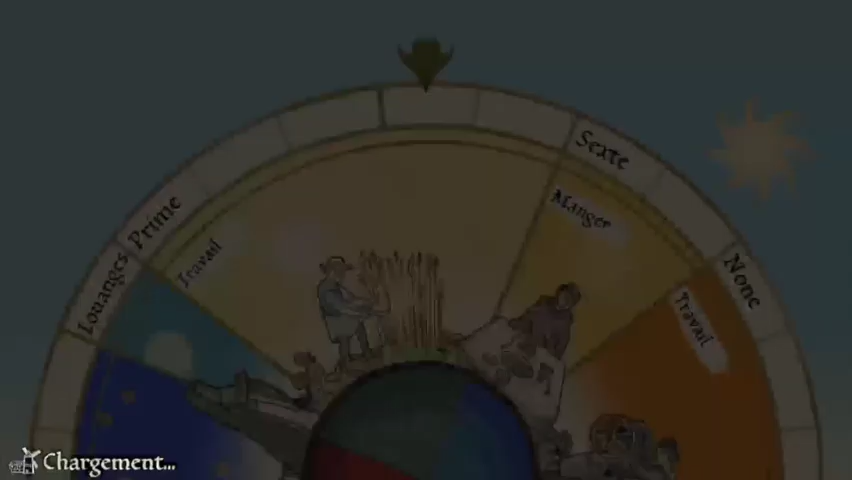 Sexte
Manger
Prime
Travail
Louanges
None
Travail
Chargement...